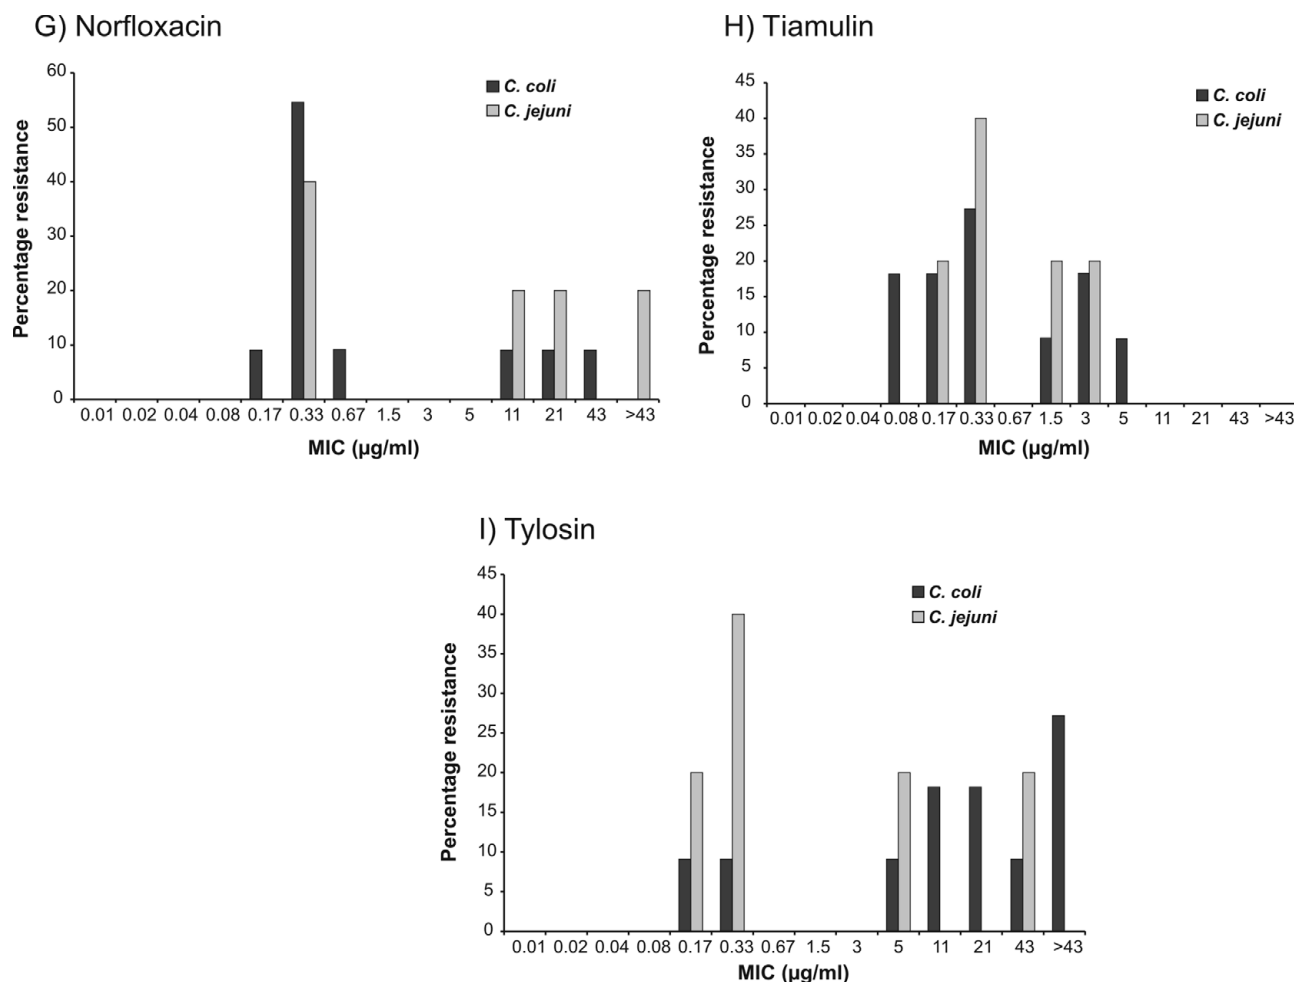 G) Norfloxacin
60
50
40
30
20
10
0
Percentage resistance
C. coli
C. jejuni
0.01 0.02 0.04 0.08 0.17 0.33 0.67 1.5 3 5 11 21 43 >43
MIC (µg/ml)
H) Tiamulin
45
40
35
30
25
20
15
10
5
0
Percentage resistance
C. coli
C. jejuni
0.01 0.02 0.04 0.08 0.17 0.33 0.67 1.5 3 5 11 21 43 >43
MIC (µg/ml)
I) Tylosin
45
40
35
30
25
20
15
10
5
0
Percentage resistance
C. coli
C. jejuni
0.01 0.02 0.04 0.08 0.17 0.33 0.67 1.5 3 5 11 21 43 >43
MIC (µg/ml)